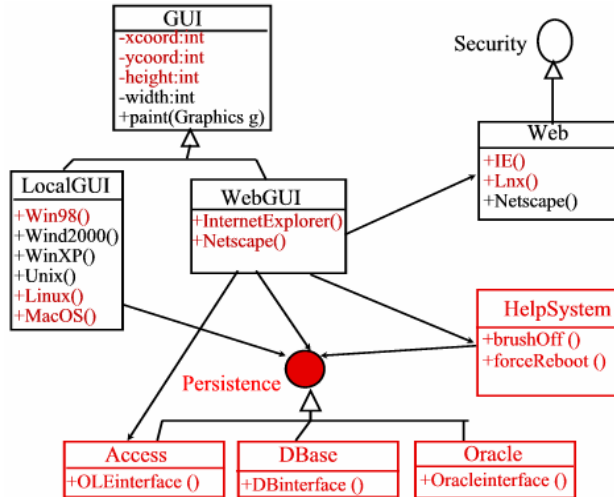 GUI
-xcoord:int
-ycoord:int
-height:int
-width:int
+paint(Graphics g)
Security
Web
+IE()
+Lnx()
+Netscape()
LocalGUI
+Win98()
+Wind2000()
+WinXP()
+Unix()
+Linux()
+MacOS()
WebGUI
+InternetExplorer()
+Netscape()
HelpSystem
+brushOff ()
+forceReboot ()
Persistence
Access
+OLEinterface ()
DBase
+DBinterface ()
Oracle
+Oracleinterface ()